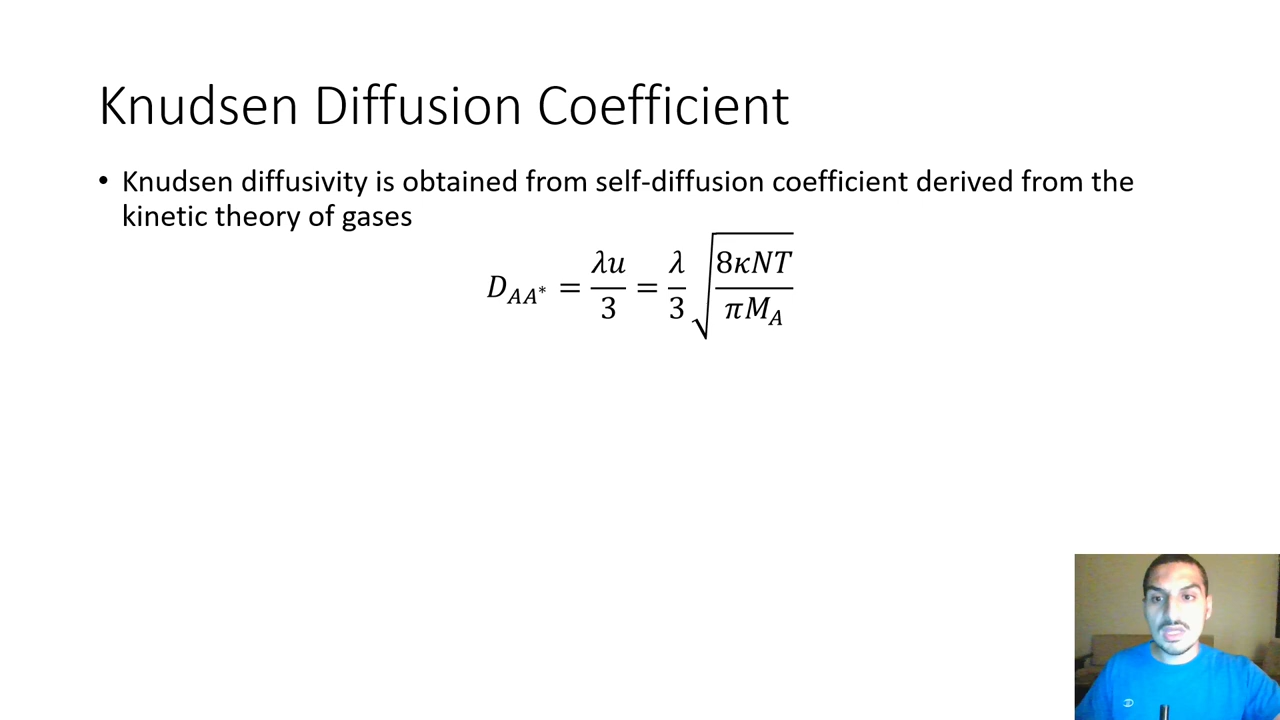 Knudsen Diffusion Coefficient
• Knudsen diffusivity is obtained from self-diffusion coefficient derived from the
kinetic theory of gases
D_{AA*} = λu/3 = λ/3 √(8κNT/πM_A)